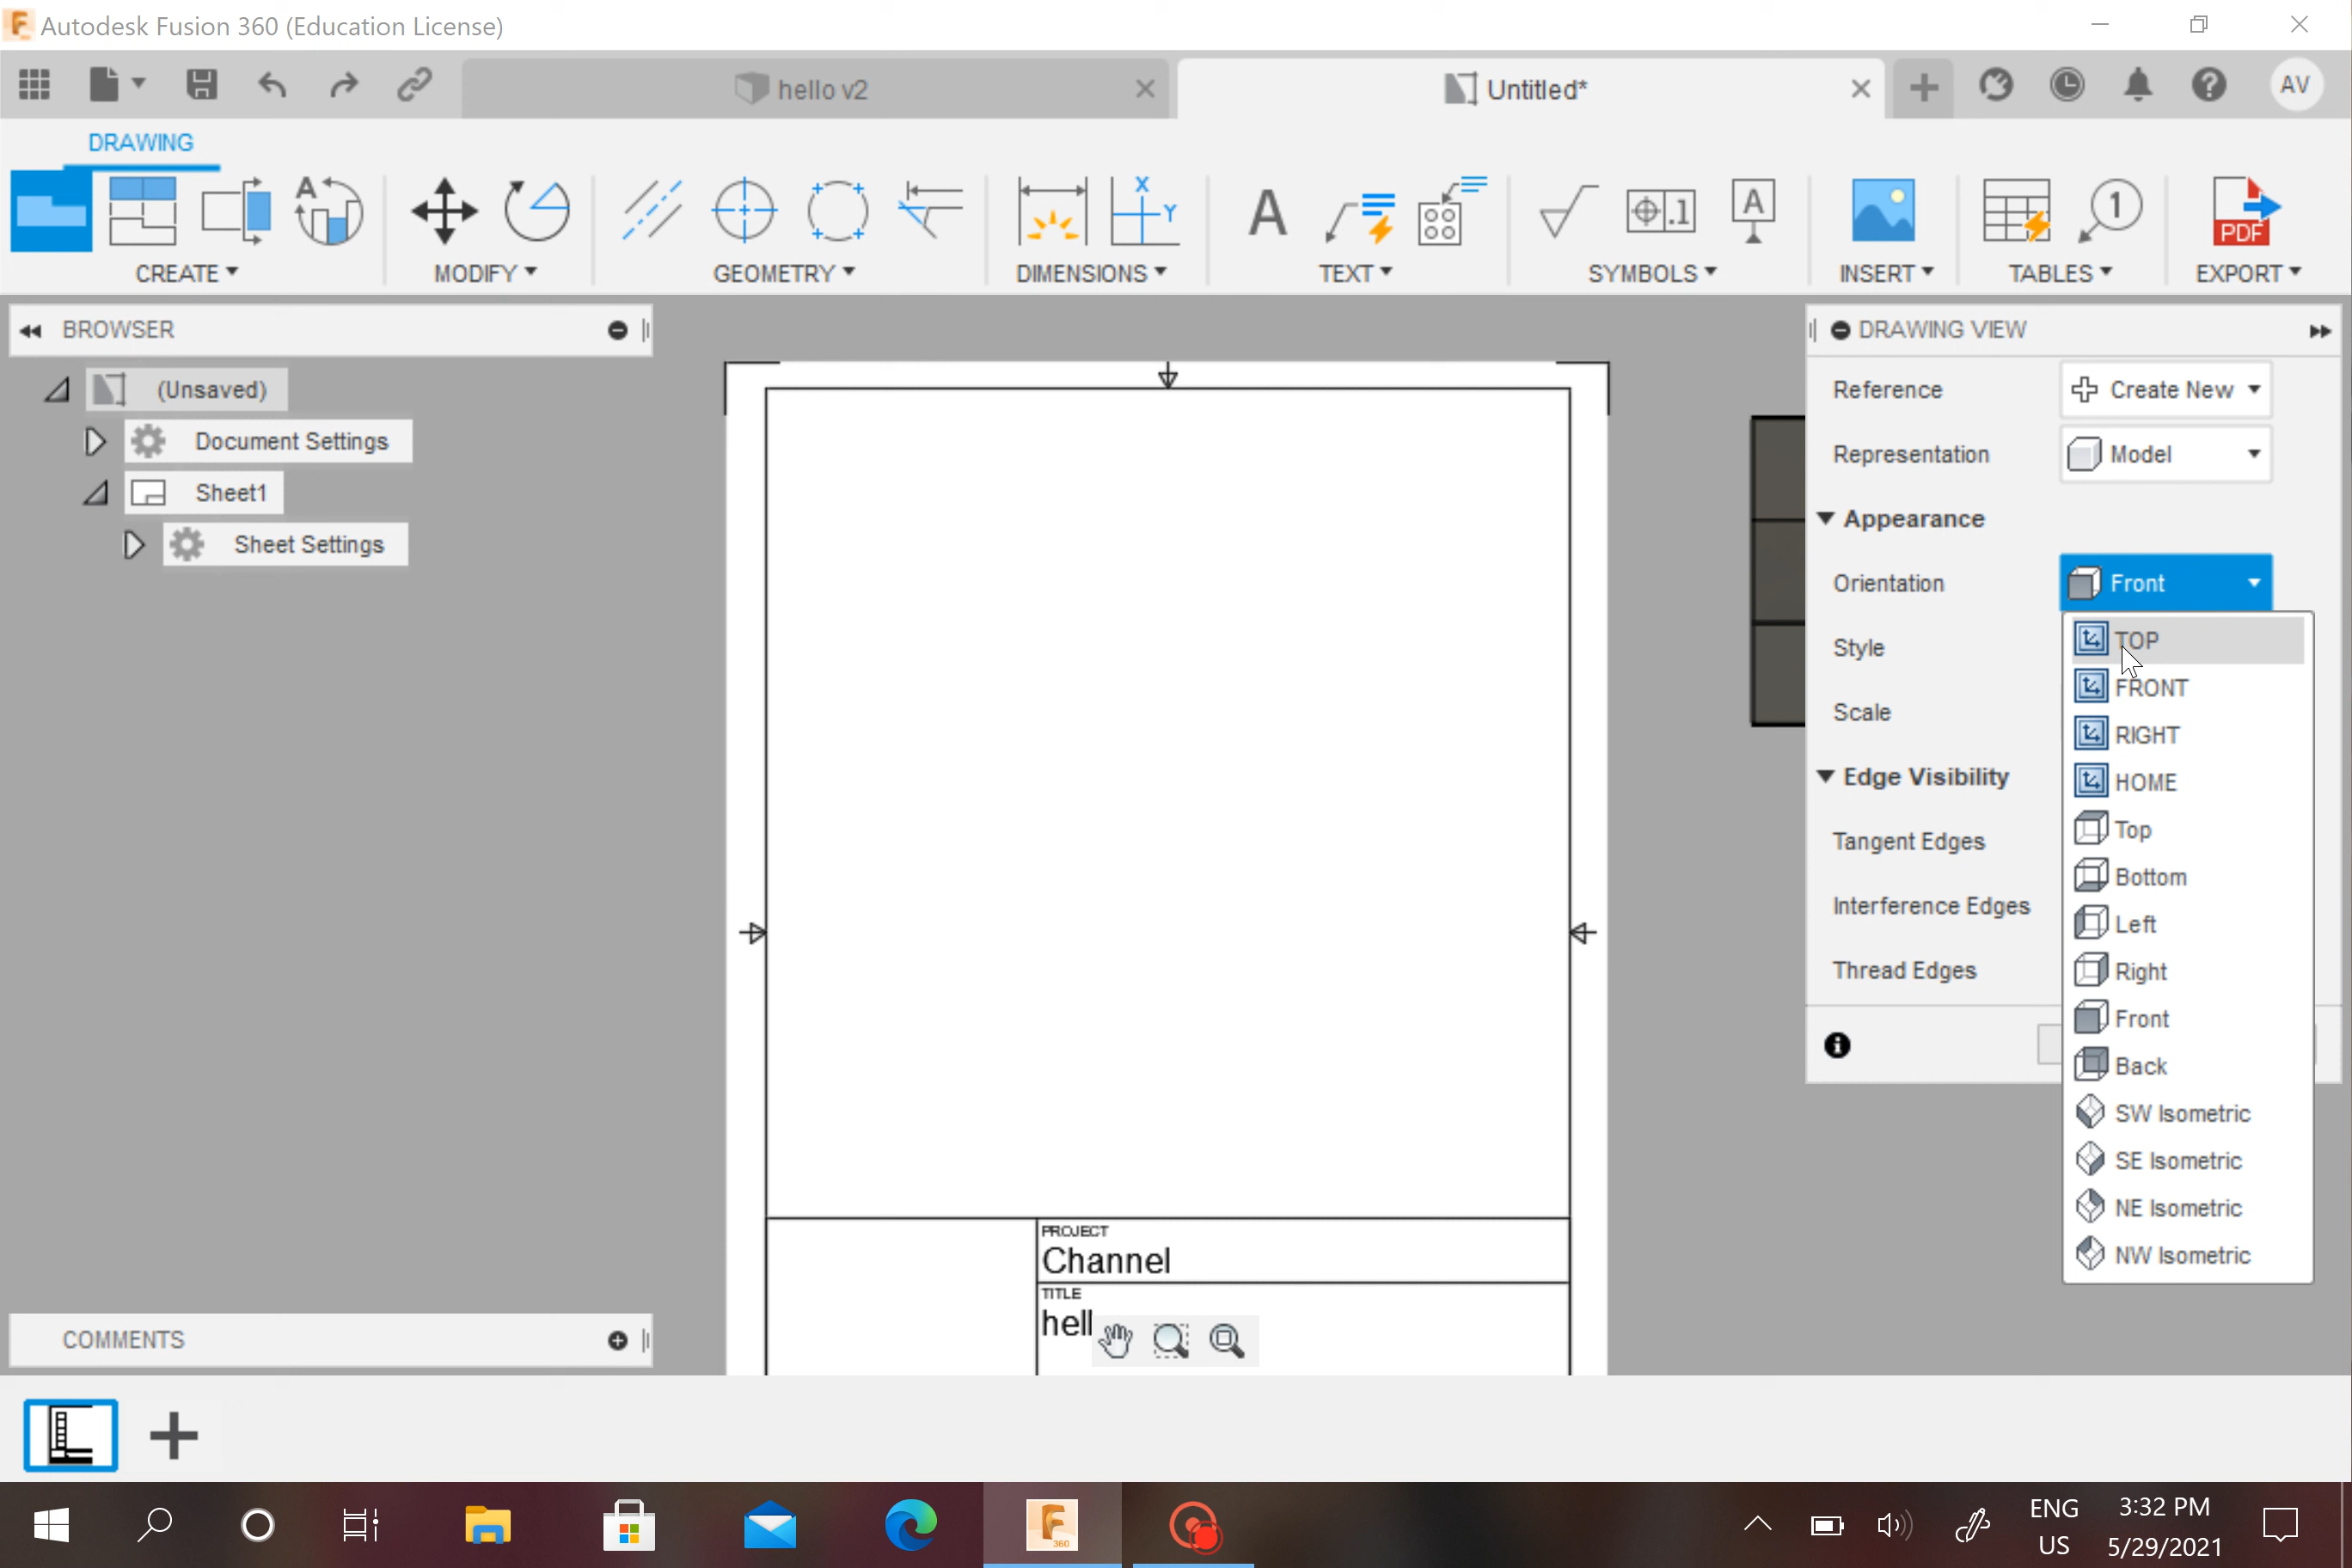 Autodesk Fusion 360 (Education License)
hello v2
Untitled*
AV
DRAWING
CREATE
MODIFY
GEOMETRY
DIMENSIONS
TEXT
SYMBOLS
INSERT
TABLES
EXPORT
BROWSER
(Unsaved)
Document Settings
Sheet1
Sheet Settings
DRAWING VIEW
Reference
Create New
Representation
Model
Appearance
Orientation
Front
Style
Scale
Edge Visibility
Tangent Edges
Interference Edges
Thread Edges
TOP
FRONT
RIGHT
HOME
Top
Bottom
Left
Right
Front
Back
SW Isometric
SE Isometric
NE Isometric
NW Isometric
PROJECT
Channel
TITLE
hell
COMMENTS
ENG
US
3:32 PM
5/29/2021